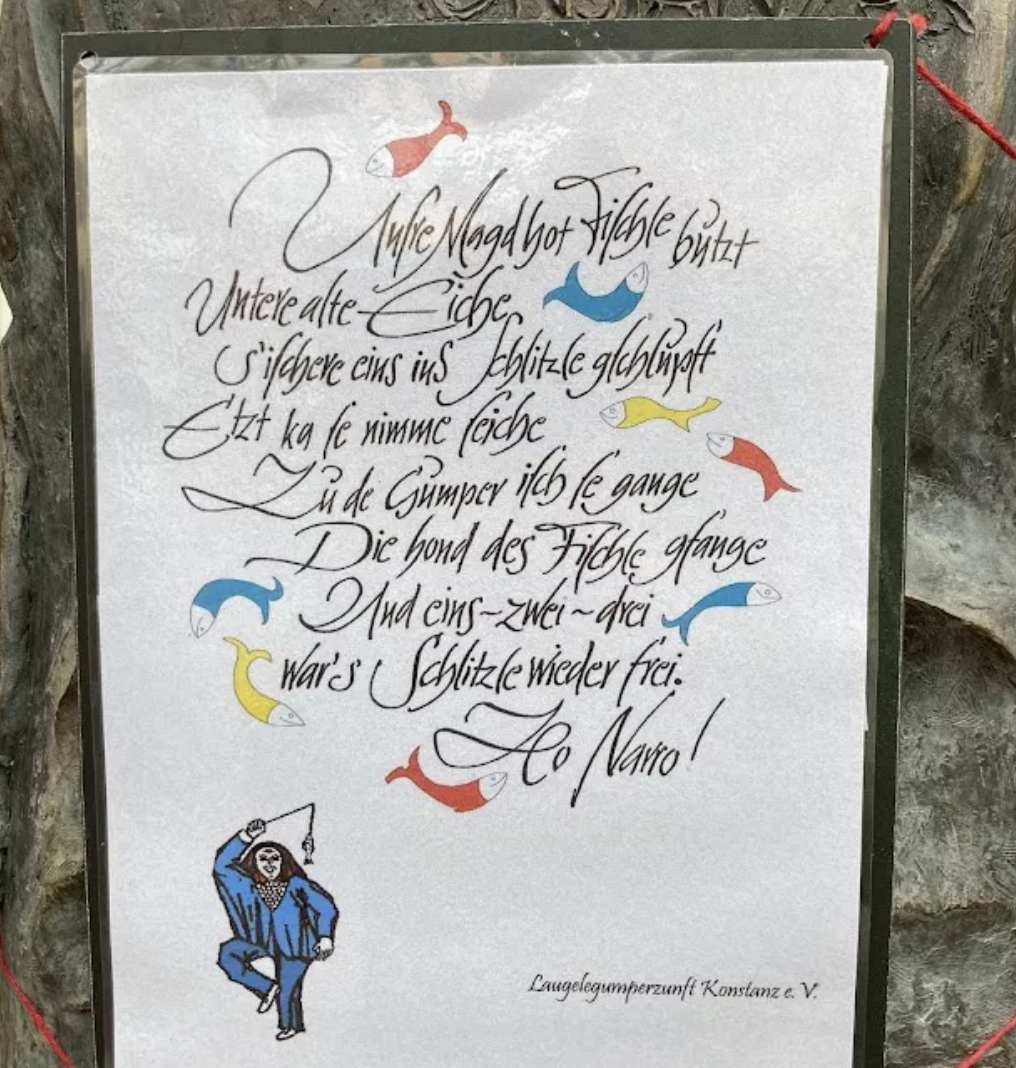 Unsre Magd hot Fischle butzt
Untere alte Eiche
S'ischere eins ins Schlitzle gschlupft
Etzt ka se nimme seiche
Zu de Gumper isch se gange
Die hond des Fischle gfange
Und eins~zwei~drei
war's Schlitzle wieder frei.
Ho Narro!
Laugelegumperzunft Konstanz e. V.